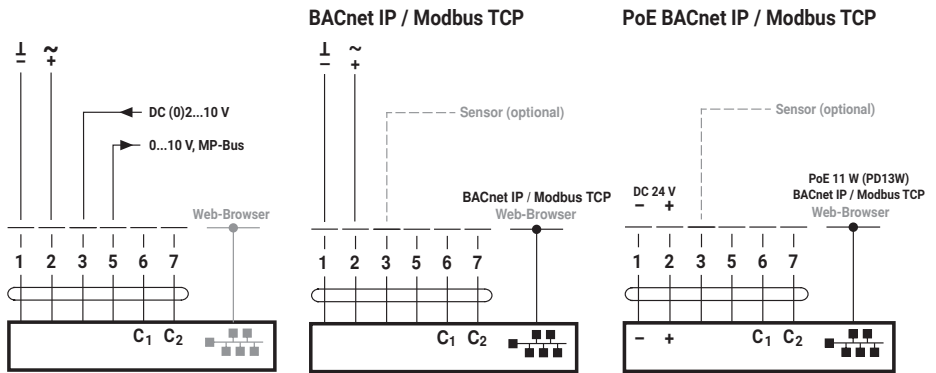 BACnet IP / Modbus TCP
PoE BACnet IP / Modbus TCP
⊥ ~
− +
DC (0)2...10 V
0...10 V, MP-Bus
Web-Browser
1 2 3 5 6 7
C1 C2
⊥ ~
− +
Sensor (optional)
BACnet IP / Modbus TCP
Web-Browser
1 2 3 5 6 7
C1 C2
Sensor (optional)
DC 24 V
− +
PoE 11 W (PD13W)
BACnet IP / Modbus TCP
Web-Browser
1 2 3 5 6 7
− + C1 C2